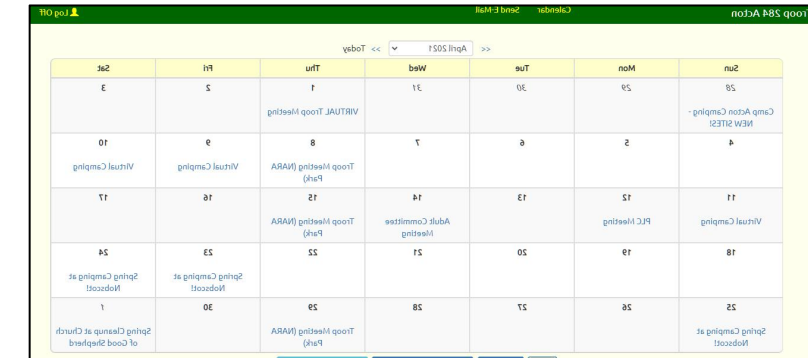 Troop 284 Acton Calendar Send E-Mail Log Off
<< April 2021 >> Today
Sun Mon Tue Wed Thu Fri Sat
28 29 30 31 1 2 3
Camp Acton Camping - VIRTUAL Troop Meeting
NEW SITES!
4 5 6 7 8 9 10
Troop Meeting (NARA Virtual Camping Virtual Camping
Park)
11 12 13 14 15 16 17
Virtual Camping PLC Meeting Adult Committee Troop Meeting (NARA
Meeting Park)
18 19 20 21 22 23 24
Spring Camping at Spring Camping at
Nobscot! Nobscot!
25 26 27 28 29 30 1
Spring Camping at Troop Meeting (NARA Spring Cleanup at Church
Nobscot! Park) of Good Shepherd